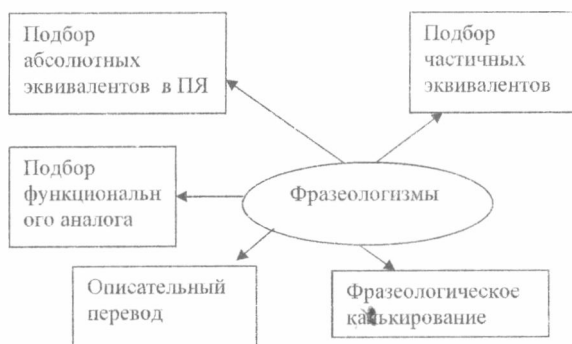 Подбор
абсолютных
эквивалентов в ПЯ
Подбор
частичных
эквивалентов
Подбор
функциональн
ого аналога
Фразеологизмы
Описательный
перевод
Фразеологическое
калькирование